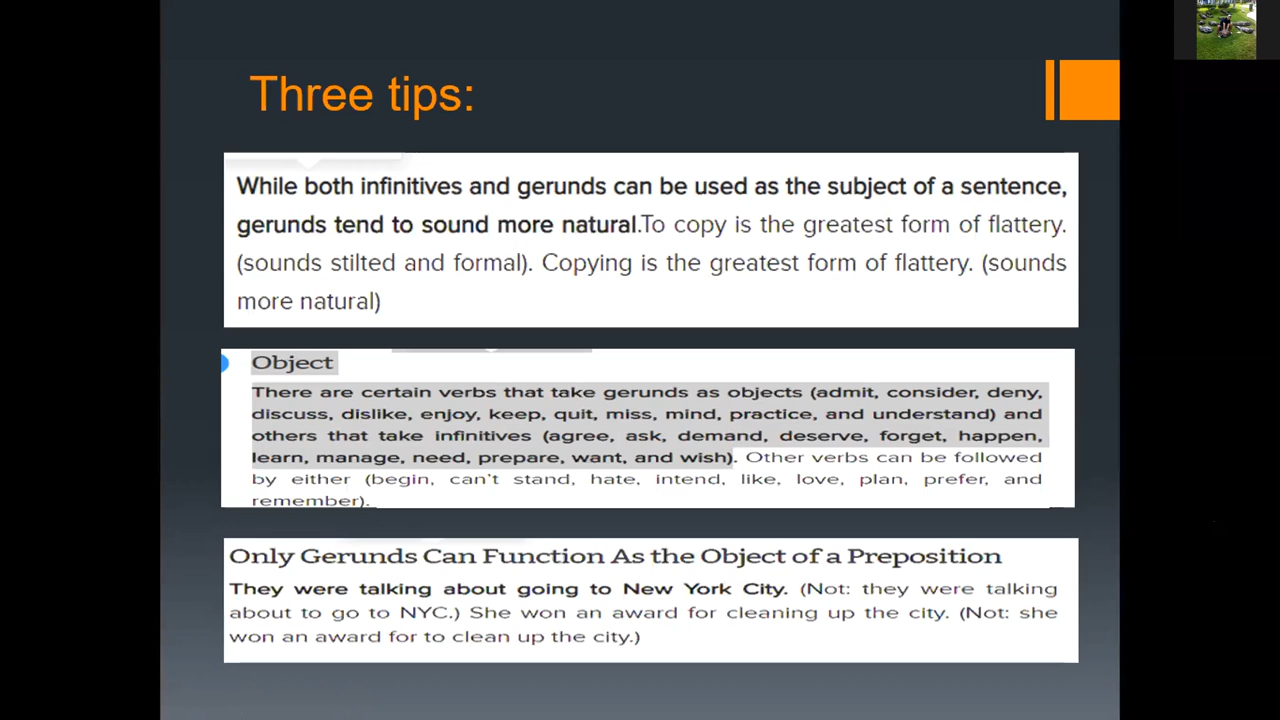 Three tips:
While both infinitives and gerunds can be used as the subject of a sentence,
gerunds tend to sound more natural.To copy is the greatest form of flattery.
(sounds stilted and formal). Copying is the greatest form of flattery. (sounds
more natural)
Object
There are certain verbs that take gerunds as objects (admit, consider, deny,
discuss, dislike, enjoy, keep, quit, miss, mind, practice, and understand) and
others that take infinitives (agree, ask, demand, deserve, forget, happen,
learn, manage, need, prepare, want, and wish). Other verbs can be followed
by either (begin, can't stand, hate, intend, like, love, plan, prefer, and
remember).
Only Gerunds Can Function As the Object of a Preposition
They were talking about going to New York City. (Not: they were talking
about to go to NYC.) She won an award for cleaning up the city. (Not: she
won an award for to clean up the city.)